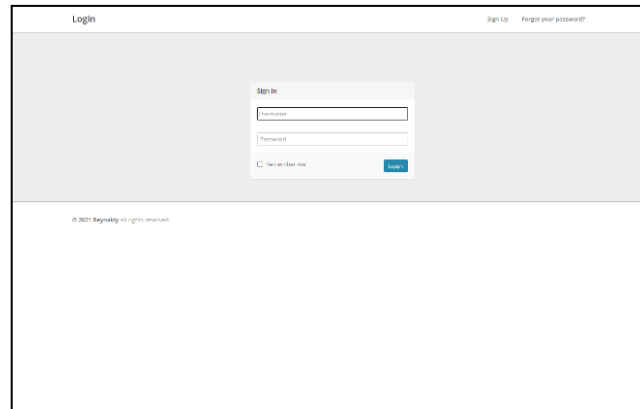 Login
Sign Up Forgot your password?
Sign In
Username
Password
Remember me
Login
© 2021 Reynaldy All rights reserved.